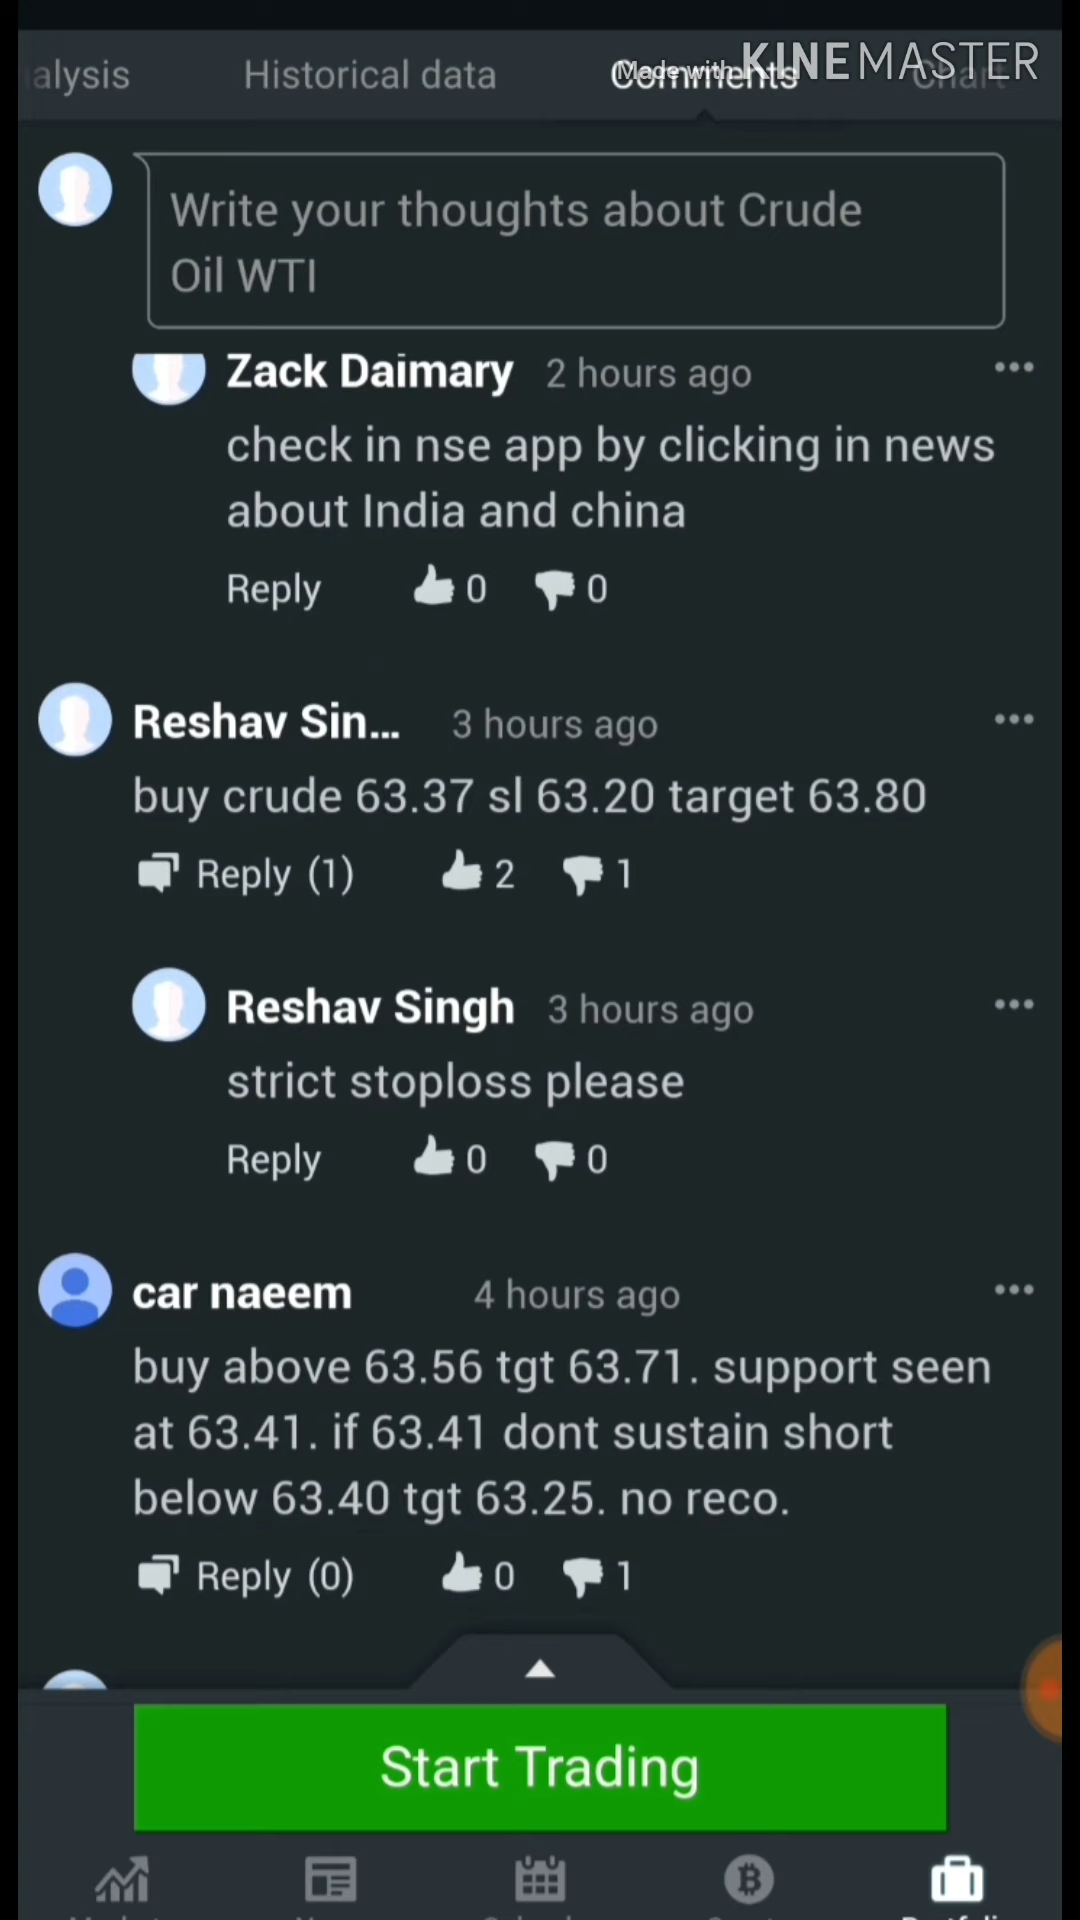 alysis Historical data Comments Chart
Made with KINEMASTER
Write your thoughts about Crude
Oil WTI
Zack Daimary 2 hours ago
check in nse app by clicking in news
about India and china
Reply 0 0
Reshav Sin... 3 hours ago
buy crude 63.37 sl 63.20 target 63.80
Reply (1) 2 1
Reshav Singh 3 hours ago
strict stoploss please
Reply 0 0
car naeem 4 hours ago
buy above 63.56 tgt 63.71. support seen
at 63.41. if 63.41 dont sustain short
below 63.40 tgt 63.25. no reco.
Reply (0) 0 1
Start Trading